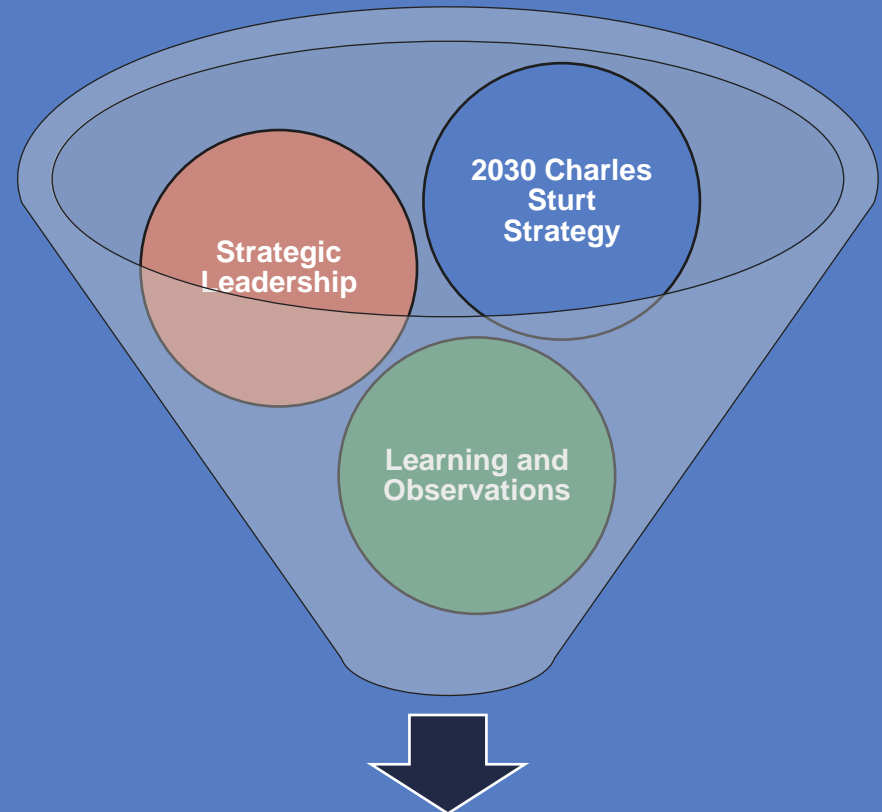 2030 Charles
Sturt
Strategy
Strategic
Leadership
Learning and
Observations